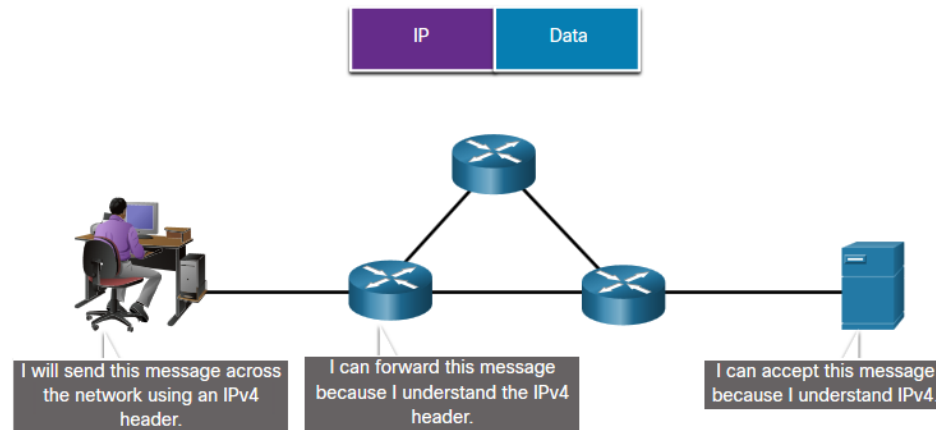 IP
Data
I will send this message across
the network using an IPv4
header.
I can forward this message
because I understand the IPv4
header.
I can accept this message
because I understand IPv4.